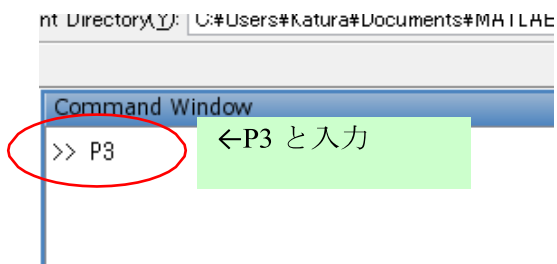 nt Directory(Y): C:#Users#Katura#Documents#MATLAB
Command Window
>> P3
←P3 と入力